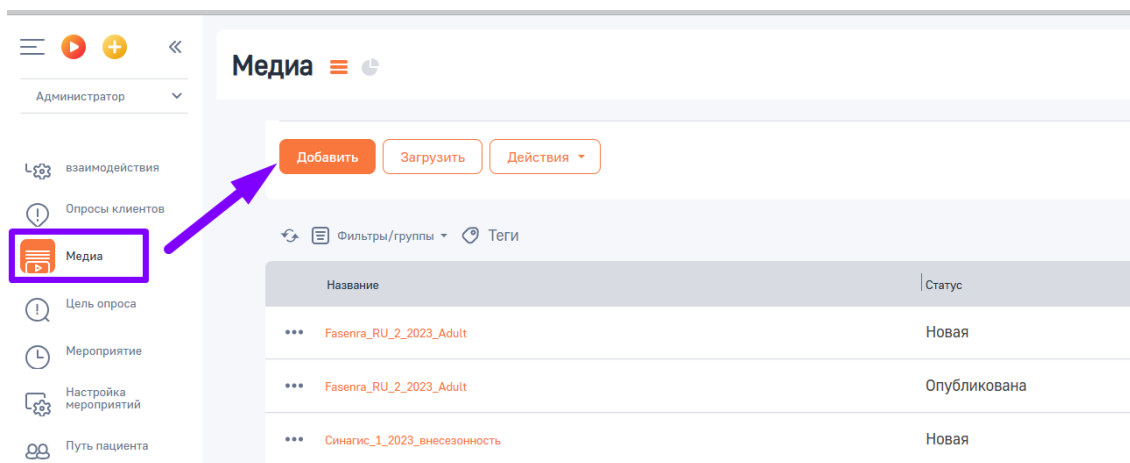 Медиа
Администратор
Добавить Загрузить Действия
взаимодействия
Опросы клиентов
Медиа
Цель опроса
Мероприятие
Настройка
мероприятий
Путь пациента
Фильтры/группы Теги
Название Статус
Fasenra_RU_2_2023_Adult Новая
Fasenra_RU_2_2023_Adult Опубликована
Синагис_1_2023_внесезонность Новая